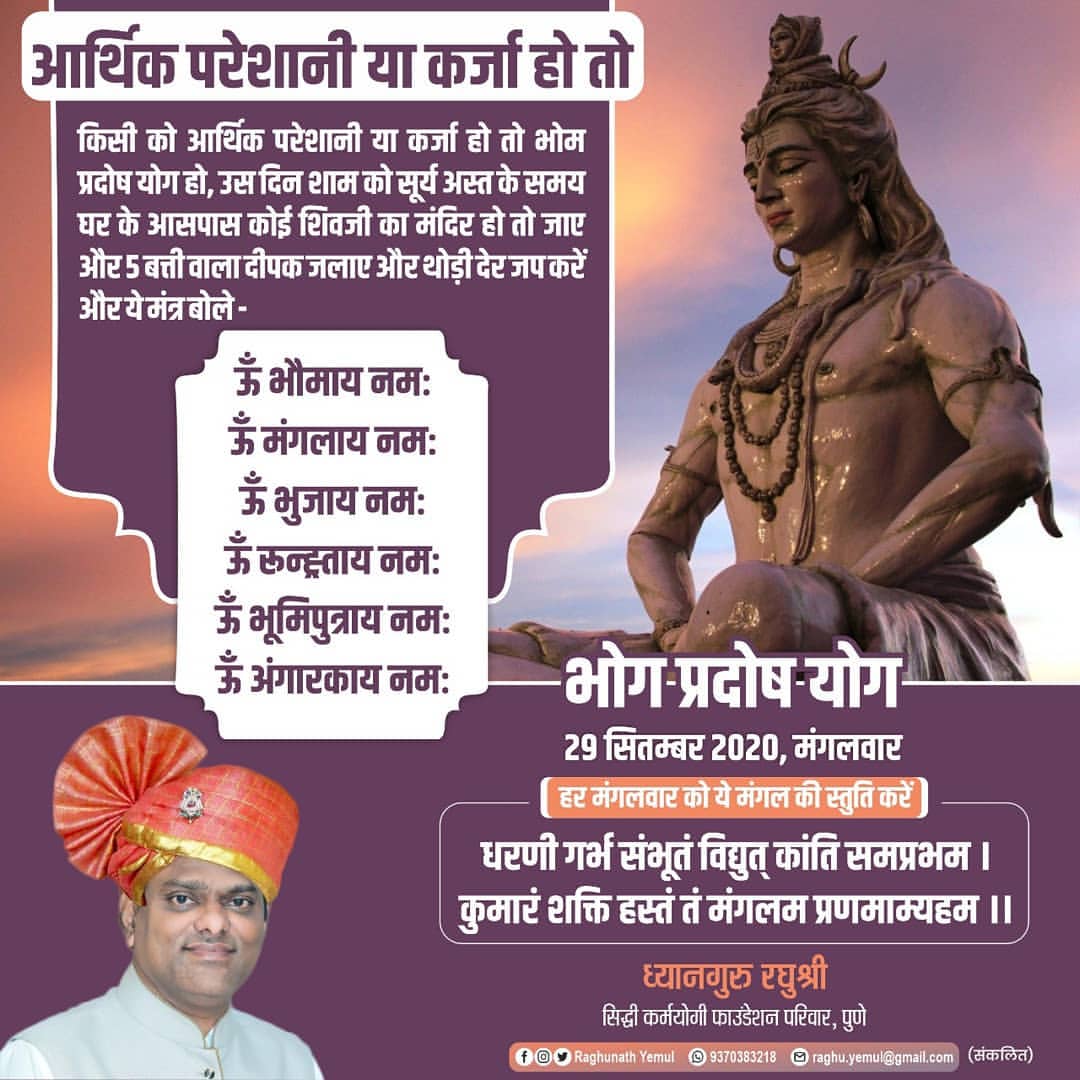 आर्थिक परेशानी या कर्जा हो तो
किसी को आर्थिक परेशानी या कर्जा हो तो भोम
प्रदोष योग हो, उस दिन शाम को सूर्य अस्त के समय
घर के आसपास कोई शिवजी का मंदिर हो तो जाए
और 5 बत्ती वाला दीपक जलाए और थोड़ी देर जप करें
और ये मंत्र बोले -
ॐ भौमाय नमः
ॐ मंगलाय नमः
ॐ भुजाय नमः
ॐ नमः
ॐ भूमिपुत्राय नमः
ॐ अंगारकाय नमः
भोग प्रदोष योग
29 सितम्बर 2020, मंगलवार
हर मंगलवार को ये मंगल की स्तुति करें
धरणी गर्भ संभूतं विद्युत् कांति समप्रभम ।
कुमारं शक्ति हस्तं तं मंगलम प्रणमाम्यहम ।।
ध्यानगुरु रघुश्री
सिद्धी कर्मयोगी फाउंडेशन परिवार, पुणे
Raghunath Yemul 9370383218 raghu.yemul@gmail.com (संकलित)